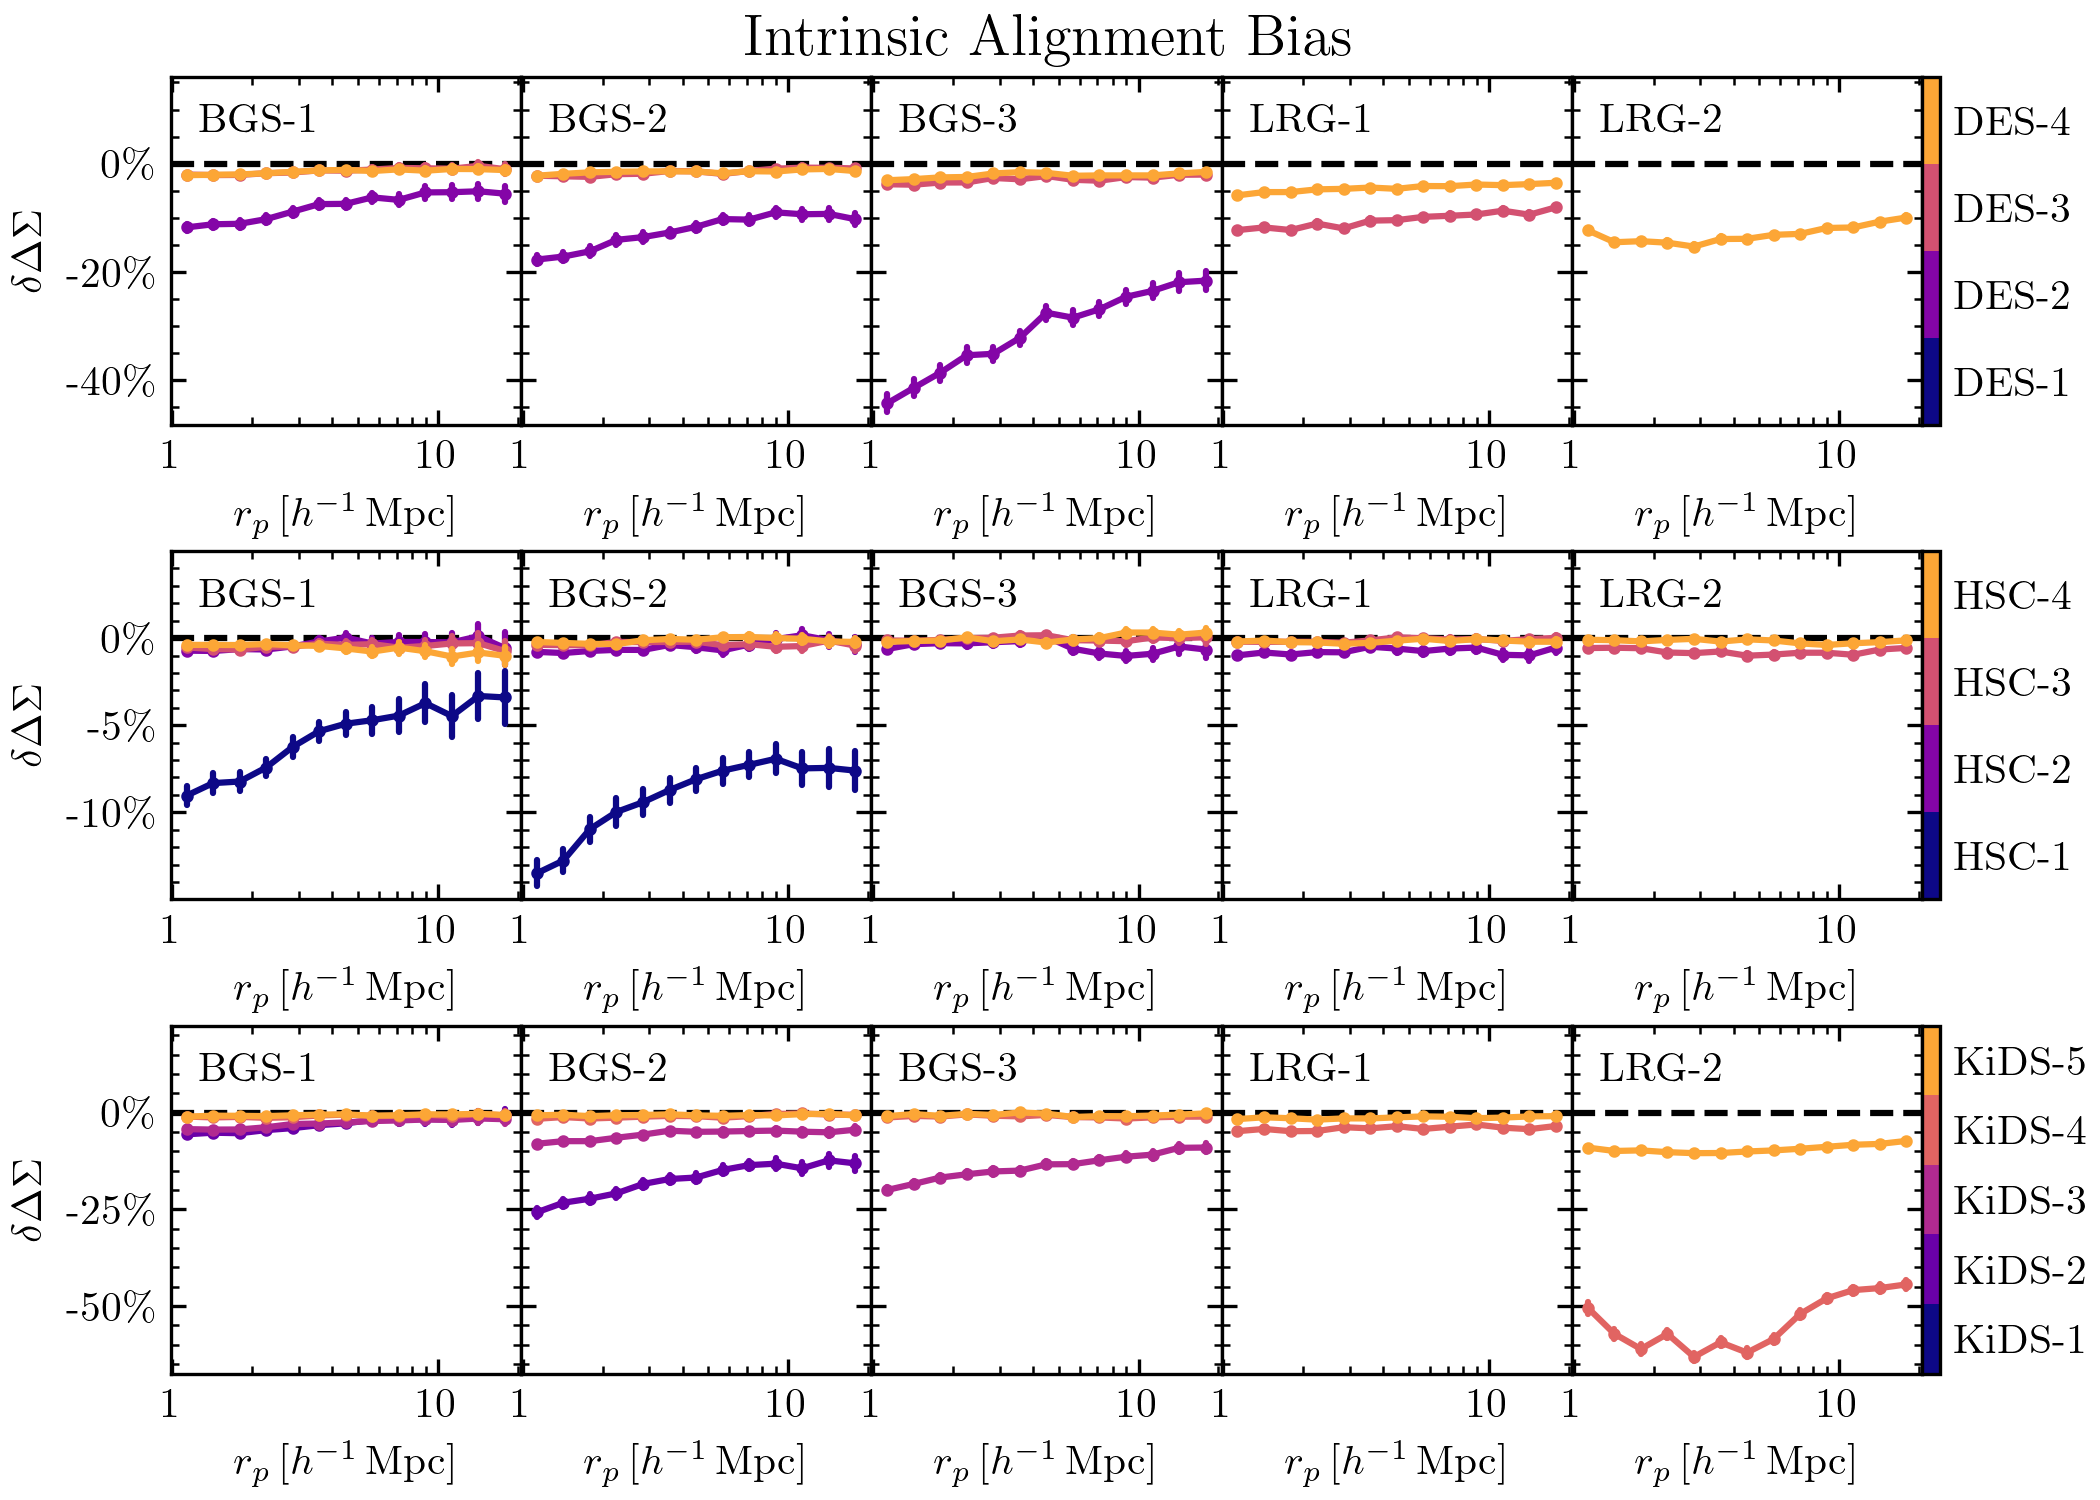 Intrinsic Alignment Bias
BGS-1 BGS-2 BGS-3 LRG-1 LRG-2
δΔΣ
0%
-20%
-40%
1 10 1 10 1 10 1 10 1 10
r_p [h⁻¹ Mpc] r_p [h⁻¹ Mpc] r_p [h⁻¹ Mpc] r_p [h⁻¹ Mpc] r_p [h⁻¹ Mpc]
DES-4
DES-3
DES-2
DES-1
BGS-1 BGS-2 BGS-3 LRG-1 LRG-2
δΔΣ
0%
-5%
-10%
1 10 1 10 1 10 1 10 1 10
r_p [h⁻¹ Mpc] r_p [h⁻¹ Mpc] r_p [h⁻¹ Mpc] r_p [h⁻¹ Mpc] r_p [h⁻¹ Mpc]
HSC-4
HSC-3
HSC-2
HSC-1
BGS-1 BGS-2 BGS-3 LRG-1 LRG-2
δΔΣ
0%
-25%
-50%
1 10 1 10 1 10 1 10 1 10
r_p [h⁻¹ Mpc] r_p [h⁻¹ Mpc] r_p [h⁻¹ Mpc] r_p [h⁻¹ Mpc] r_p [h⁻¹ Mpc]
KiDS-5
KiDS-4
KiDS-3
KiDS-2
KiDS-1